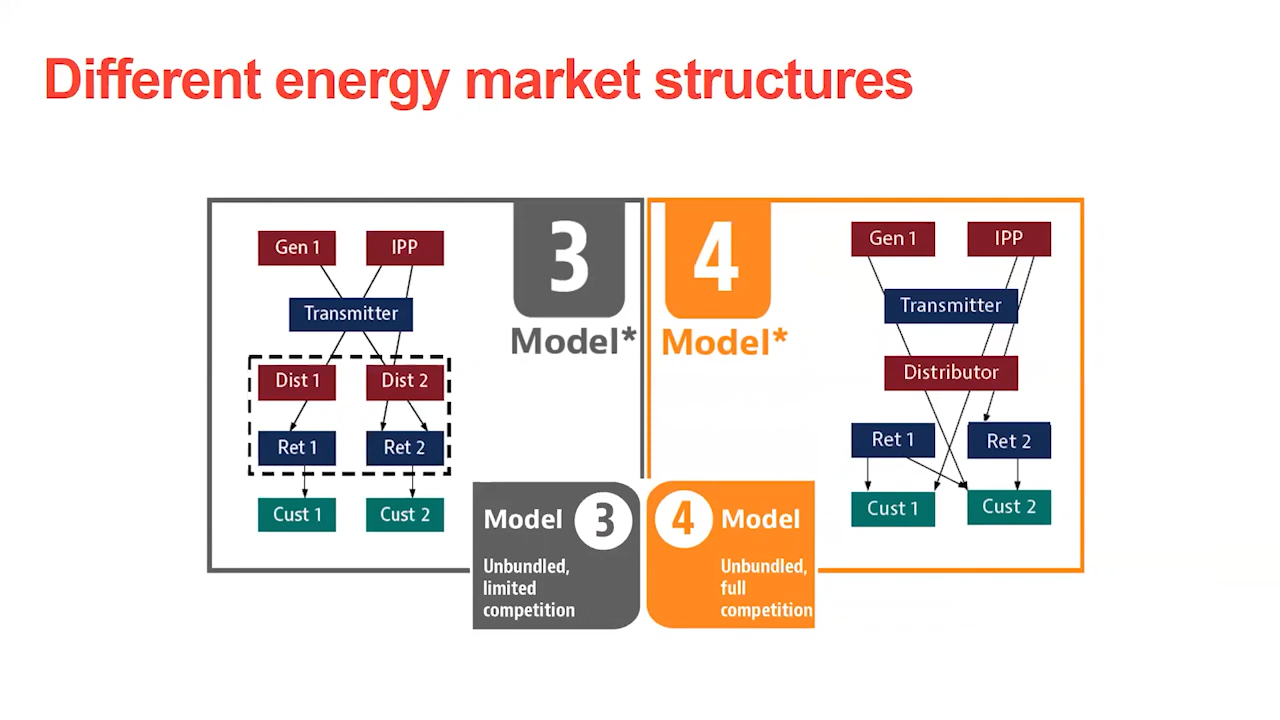 Different energy market structures
Gen 1
IPP
Transmitter
Dist 1
Dist 2
Ret 1
Ret 2
Cust 1
Cust 2
3
Model*
4
Model*
Gen 1
IPP
Transmitter
Distributor
Ret 1
Ret 2
Cust 1
Cust 2
Model 3
Unbundled,
limited
competition
4 Model
Unbundled,
full
competition